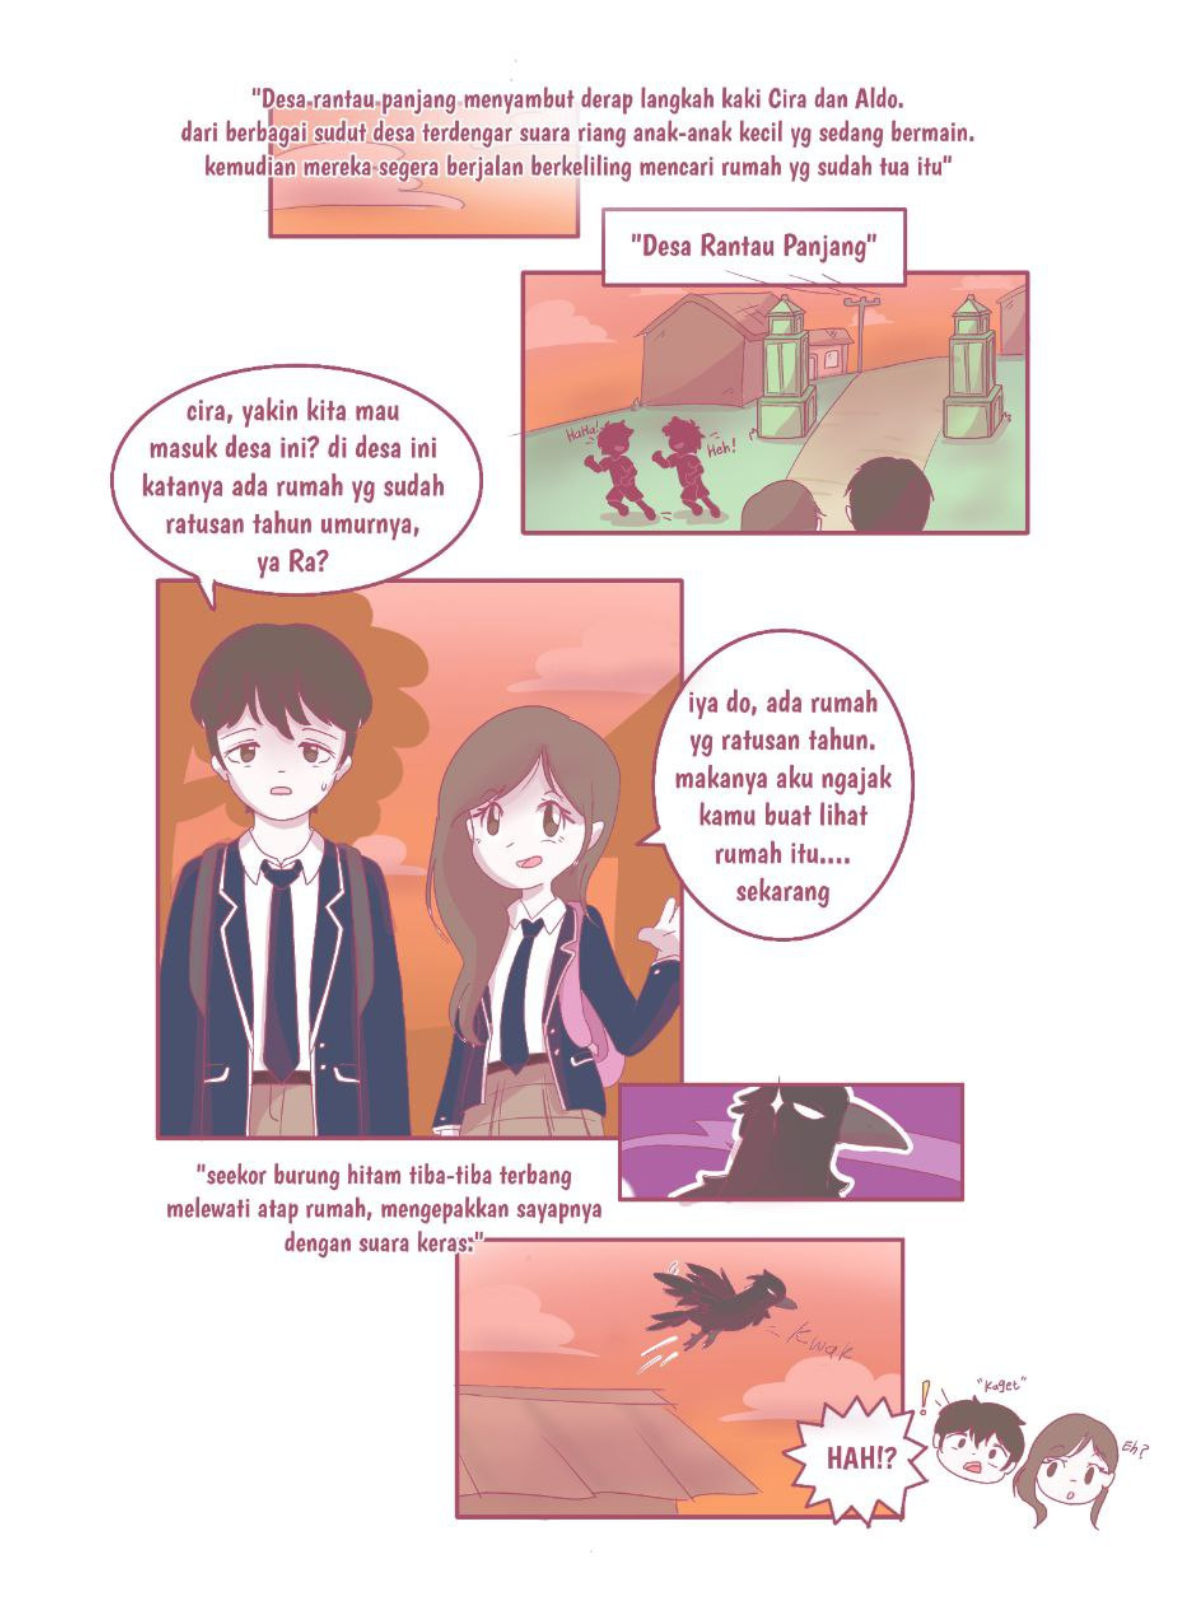 "Desa rantau panjang menyambut derap langkah kaki Cira dan Aldo.
dari berbagai sudut desa terdengar suara riang anak-anak kecil yg sedang bermain.
kemudian mereka segera berjalan berkeliling mencari rumah yg sudah tua itu"
"Desa Rantau Panjang"
HaHa!
Heh!
cira, yakin kita mau
masuk desa ini? di desa ini
katanya ada rumah yg sudah
ratusan tahun umurnya,
ya Ra?
iya do, ada rumah
yg ratusan tahun.
makanya aku ngajak
kamu buat lihat
rumah itu....
sekarang
"seekor burung hitam tiba-tiba terbang
melewati atap rumah, mengepakkan sayapnya
dengan suara keras."
Kwak
HAH!?
!
"Kaget"
Eh?